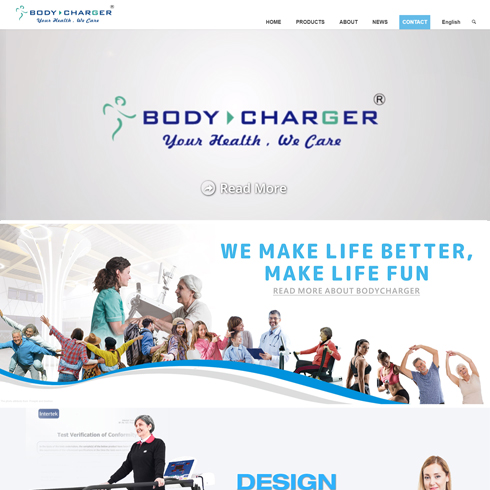 BODY CHARGER ®
Your Health , We Care
HOME PRODUCTS ABOUT NEWS CONTACT English
BODY CHARGER ®
Your Health , We Care
Read More
WE MAKE LIFE BETTER,
MAKE LIFE FUN
READ MORE ABOUT BODYCHARGER
Intertek
Test Verification of Conform
DESIGN